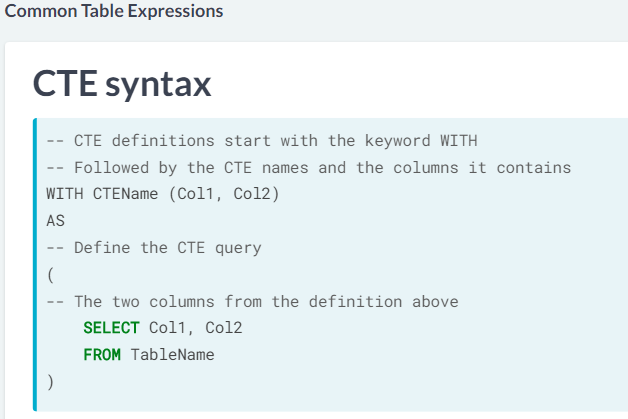 Common Table Expressions
CTE syntax
-- CTE definitions start with the keyword WITH
-- Followed by the CTE names and the columns it contains
WITH CTEName (Col1, Col2)
AS
-- Define the CTE query
(
-- The two columns from the definition above
    SELECT Col1, Col2
    FROM TableName
)